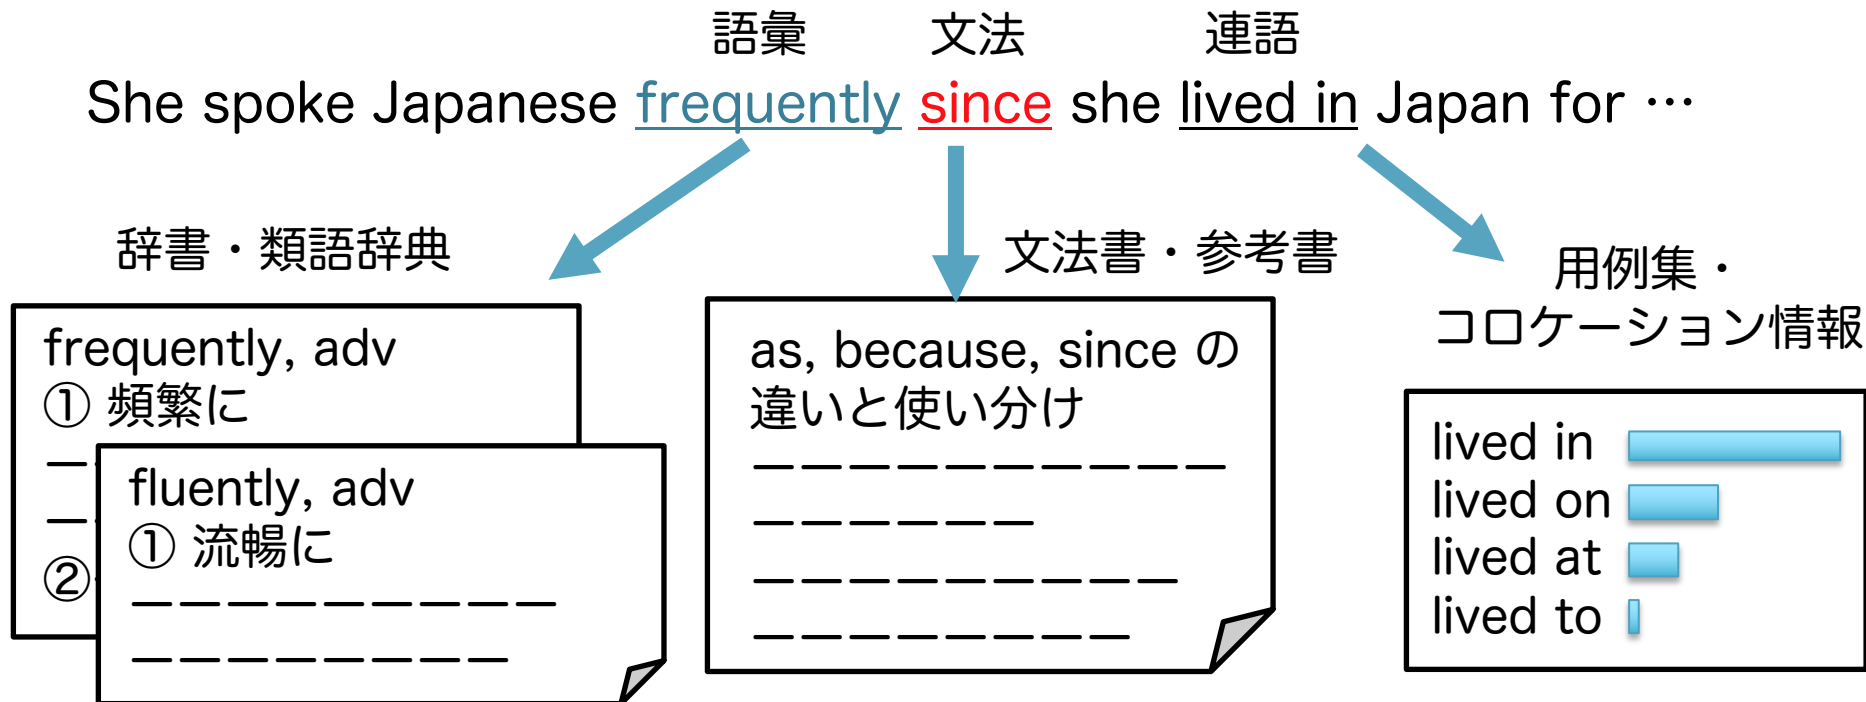 語彙 文法 連語
She spoke Japanese frequently since she lived in Japan for …
辞書・類語辞典
frequently, adv
① 頻繁に
②
fluently, adv
① 流暢に
文法書・参考書
as, because, since の
違いと使い分け
用例集・
コロケーション情報
lived in
lived on
lived at
lived to